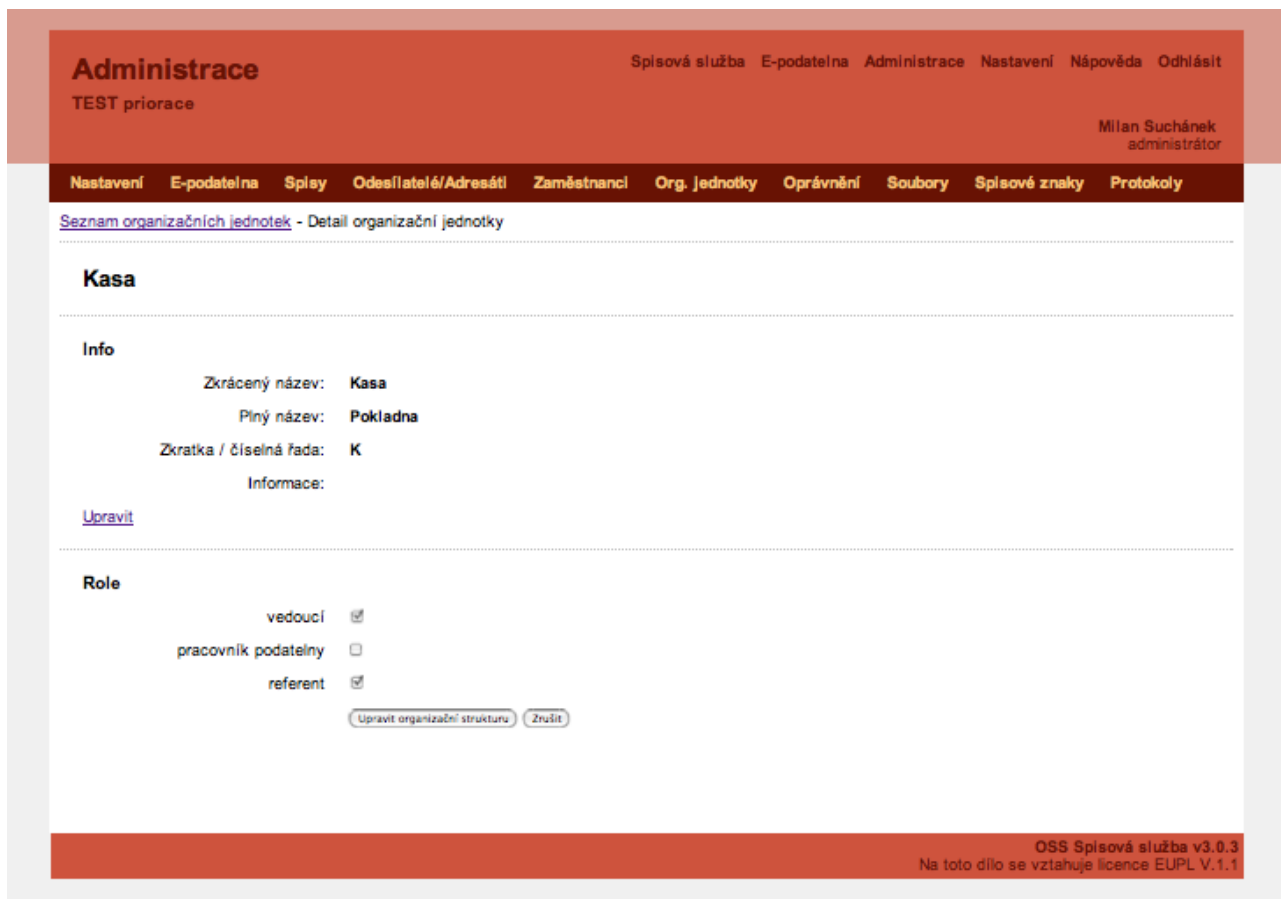 Administrace
Spisová služba E-podatelna Administrace Nastavení Nápověda Odhlásit
TEST priorace
Milan Suchánek
administrátor
Nastavení E-podatelna Spisy Odesílatelé/Adresáti Zaměstnanci Org. jednotky Oprávnění Soubory Spisové znaky Protokoly
Seznam organizačních jednotek - Detail organizační jednotky
Kasa
Info
Zkrácený název: Kasa
Plný název: Pokladna
Zkratka / číselná řada: K
Informace:
Upravit
Role
vedoucí
pracovník podatelny
referent
Upravit organizační strukturu Zrušit
OSS Spisová služba v3.0.3
Na toto dílo se vztahuje licence EUPL V.1.1